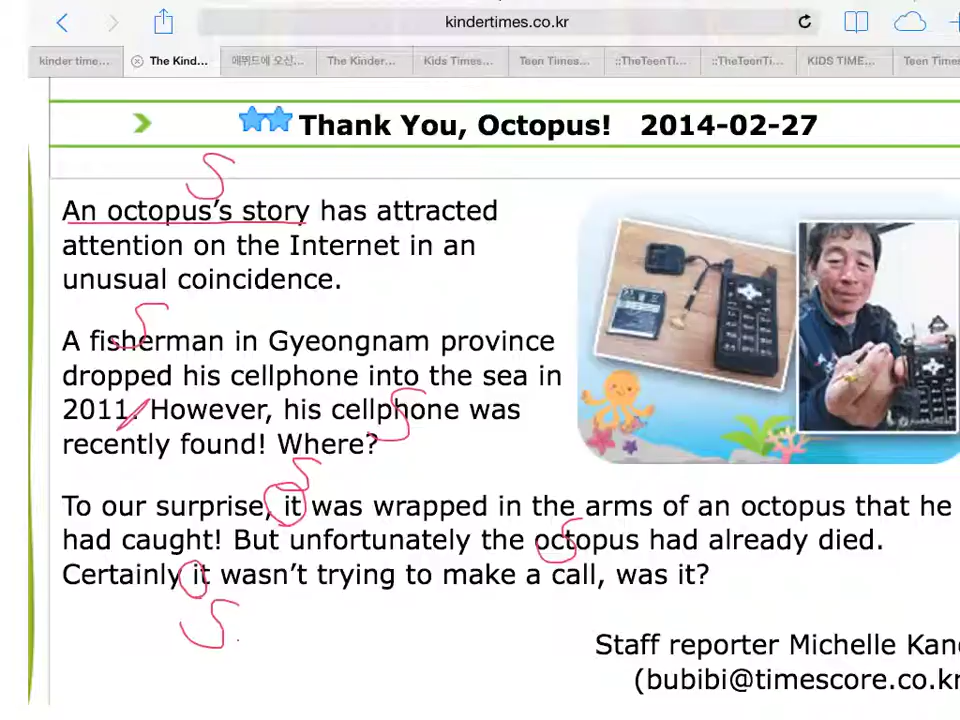 kindertimes.co.kr
kinder time... The Kind... 에뮈드에 오신... The Kinder... Kids Times... Teen Times... ::TheTeenTi... ::TheTeenTi... KIDS TIME... Teen Times
Thank You, Octopus! 2014-02-27
S
An octopus’s story has attracted
attention on the Internet in an
unusual coincidence.
S
A fisherman in Gyeongnam province
dropped his cellphone into the sea in
2011. However, his cellphone was
S
recently found! Where?
S
To our surprise, it was wrapped in the arms of an octopus that he
had caught! But unfortunately the octopus had already died.
S
Certainly it wasn’t trying to make a call, was it?
S
Staff reporter Michelle Kan
(bubibi@timescore.co.kr